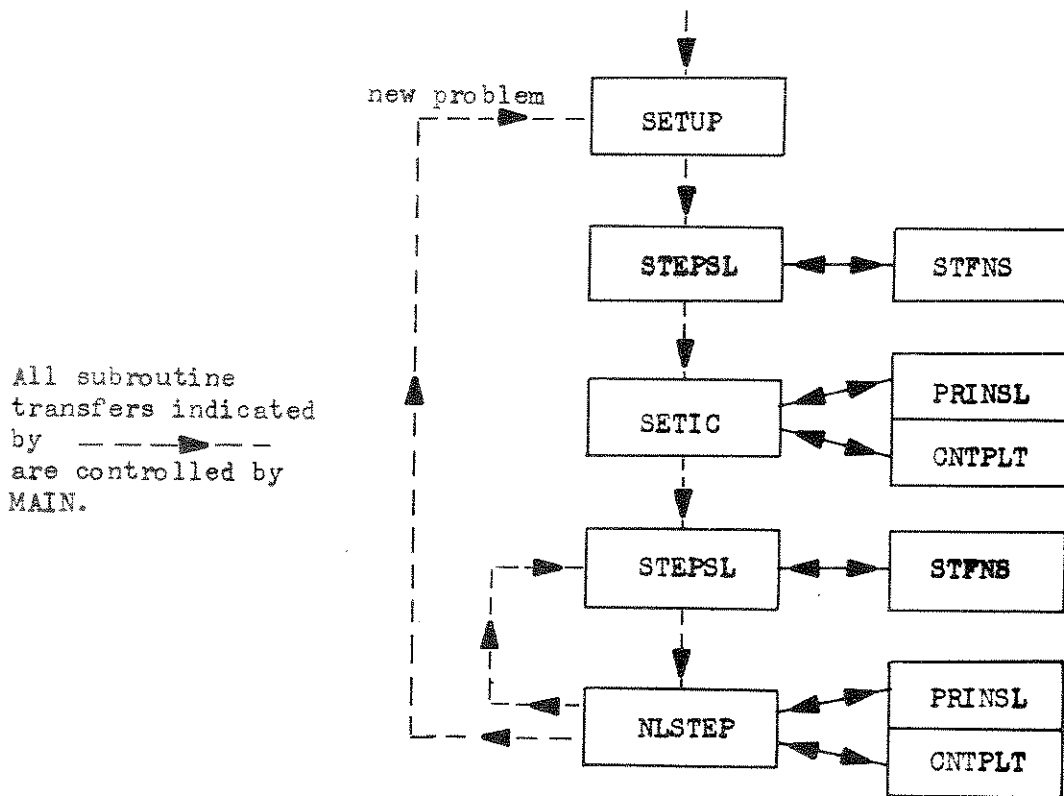 new problem
SETUP
STEPSL
STFNS
All subroutine
transfers indicated
by
are controlled by
MAIN.
SETIC
PRINSL
CNTPLT
STEPSL
STFNS
NLSTEP
PRINSL
CNTPLT